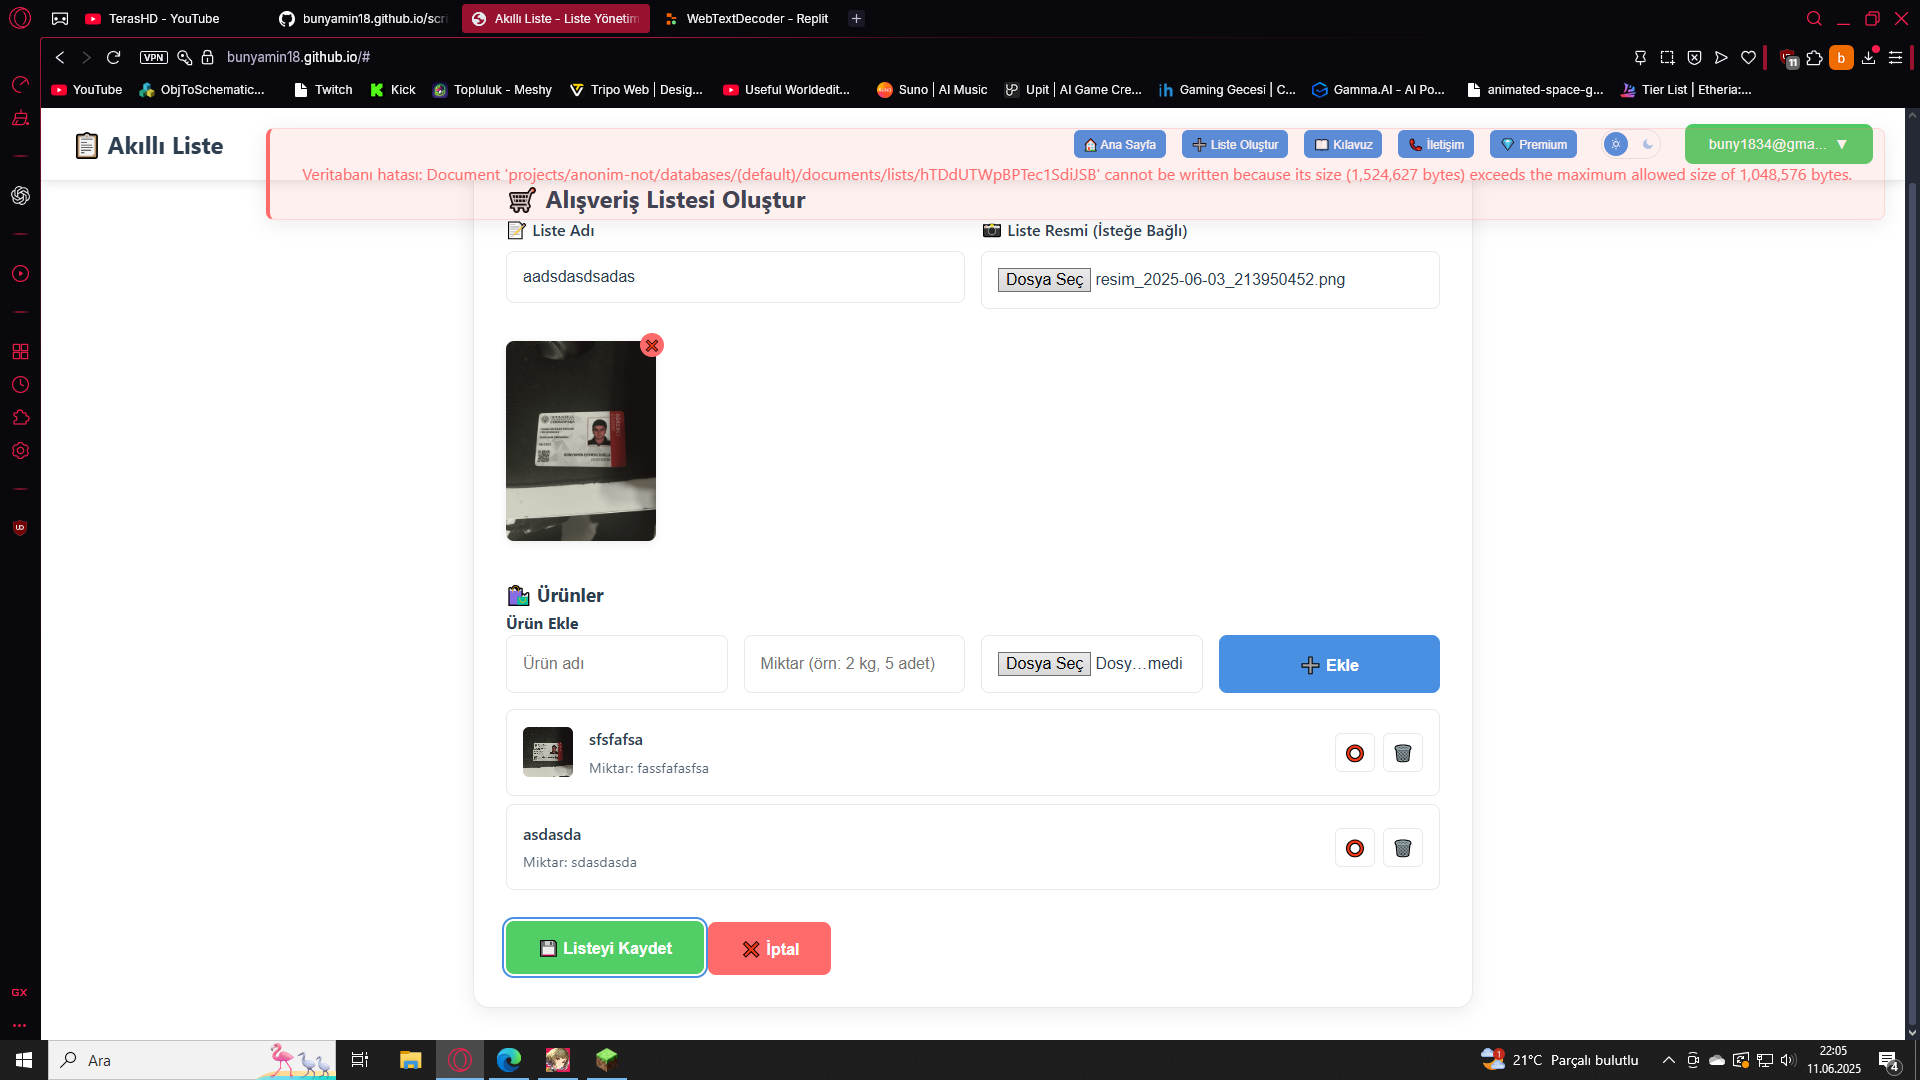 TerasHD - YouTube
bunyamin18.github.io/scri
Akıllı Liste - Liste Yönetim
WebTextDecoder - Replit
VPN
bunyamin18.github.io/#
11
b
YouTube
ObjToSchematic...
Twitch
Kick
Topluluk - Meshy
Tripo Web | Desig...
Useful Worldedit...
Suno | AI Music
Upit | AI Game Cre...
Gaming Gecesi | C...
Gamma.AI - AI Po...
animated-space-g...
Tier List | Etheria:...
Akıllı Liste
Ana Sayfa
Liste Oluştur
Kılavuz
İletişim
Premium
buny1834@gma... ▼
Veritabanı hatası: Document 'projects/anonim-not/databases/(default)/documents/lists/hTDdUTWpBPTec1SdiJSB' cannot be written because its size (1,524,627 bytes) exceeds the maximum allowed size of 1,048,576 bytes.
Alışveriş Listesi Oluştur
Liste Adı
Liste Resmi (İsteğe Bağlı)
aadsdasdsadas
Dosya Seç resim_2025-06-03_213950452.png
Ürünler
Ürün Ekle
Ürün adı
Miktar (örn: 2 kg, 5 adet)
Dosya Seç Dosy...medi
Ekle
sfsfafsa
Miktar: fassfafasfsa
asdasda
Miktar: sdasdasda
Listeyi Kaydet
İptal
GX
Ara
1
21°C Parçalı bulutlu
22:05
11.06.2025
4